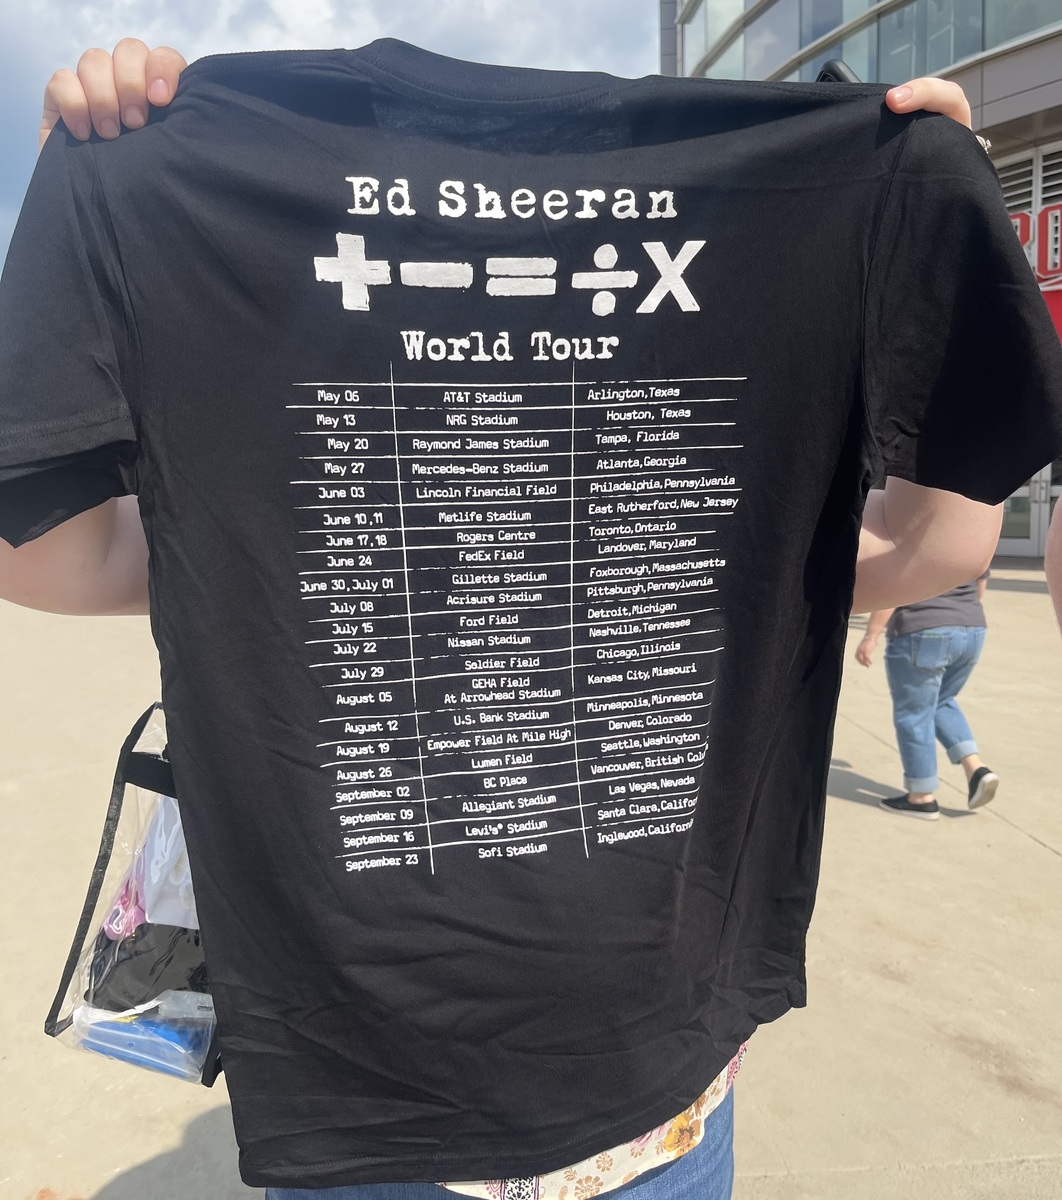 Ed Sheeran
+-=÷x
World Tour
May 06 AT&T Stadium Arlington,Texas
May 13 NRG Stadium Houston, Texas
May 20 Raymond James Stadium Tampa, Florida
May 27 Mercedes-Benz Stadium Atlanta,Georgia
June 03 Lincoln Financial Field Philadelphia,Pennsylvania
June 10,11 Metlife Stadium East Rutherford,New Jersey
June 17,18 Rogers Centre Toronto,Ontario
June 24 FedEx Field Landover, Maryland
June 30,July 01 Gillette Stadium Foxborough,Massachusetts
July 08 Acrisure Stadium Pittsburgh,Pennsylvania
July 15 Ford Field Detroit,Michigan
July 22 Nissan Stadium Nashville,Tennessee
July 29 Soldier Field Chicago,Illinois
August 05 GEHA Field At Arrowhead Stadium Kansas City, Missouri
August 12 U.S. Bank Stadium Minneapolis,Minnesota
August 19 Empower Field At Mile High Denver,Colorado
August 26 Lumen Field Seattle,Washington
September 02 BC Place Vancouver, British Colu
September 09 Allegiant Stadium Las Vegas,Nevada
September 16 Levi's® Stadium Santa Clara,Califor
September 23 Sofi Stadium Inglewood,Californ